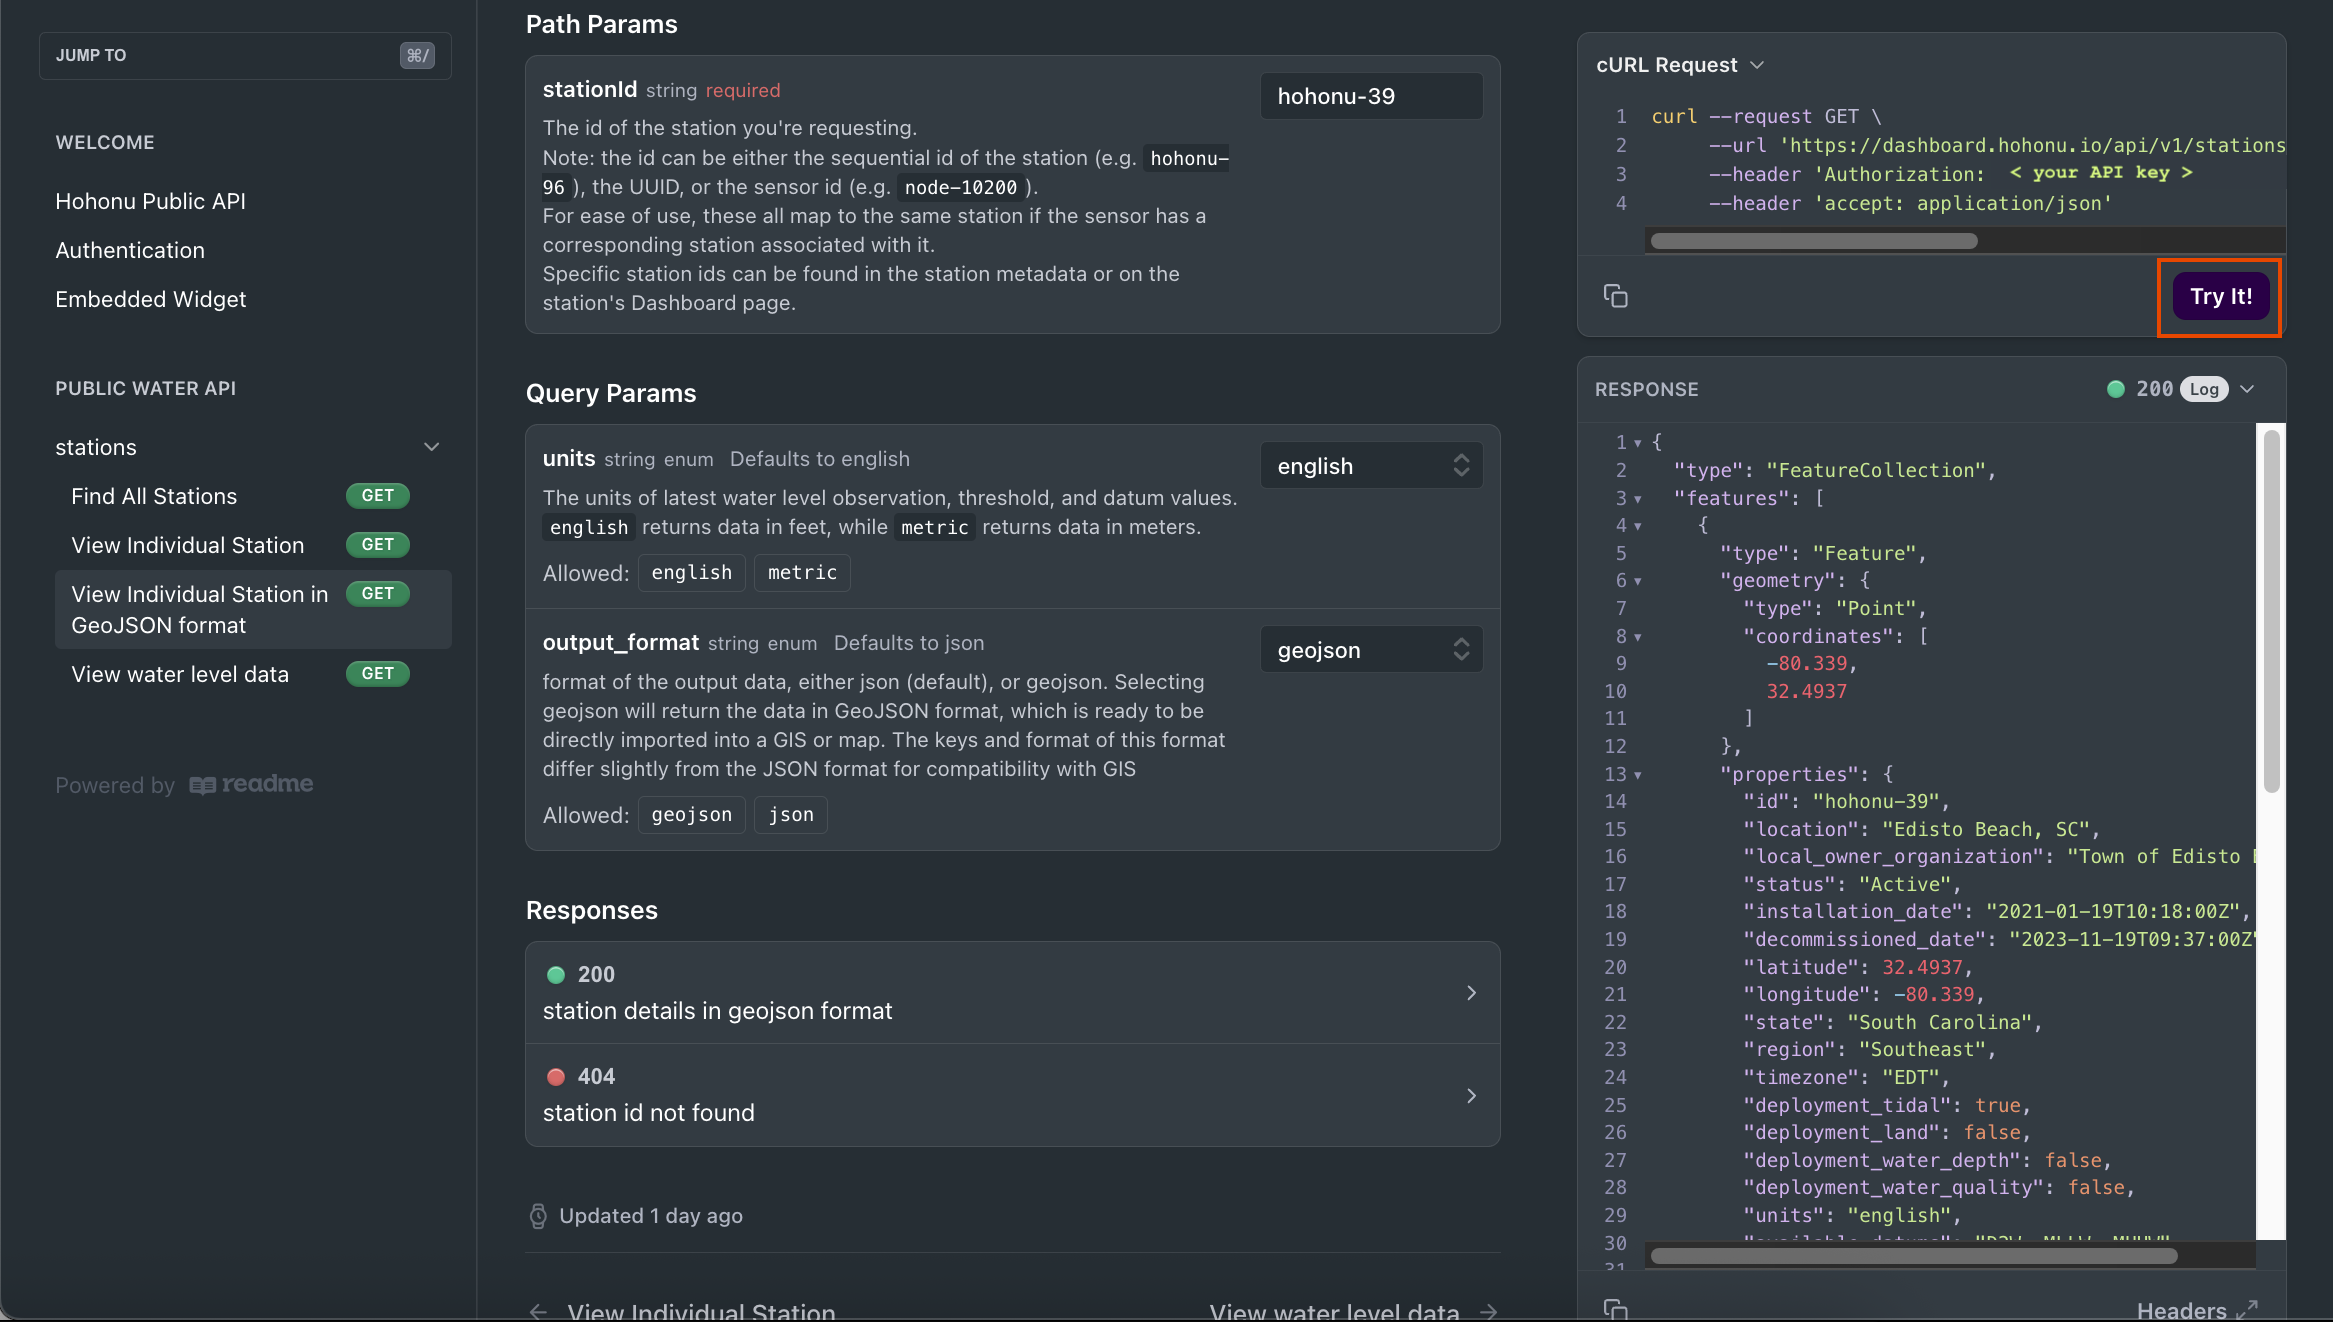 JUMP TO ⌘/
WELCOME
Hohonu Public API
Authentication
Embedded Widget
PUBLIC WATER API
stations
Find All Stations GET
View Individual Station GET
View Individual Station in GET
GeoJSON format
View water level data GET
Powered by readme
Path Params
stationId string required
hohonu-39
The id of the station you're requesting.
Note: the id can be either the sequential id of the station (e.g. hohonu-
96 ), the UUID, or the sensor id (e.g. node-10200 ).
For ease of use, these all map to the same station if the sensor has a
corresponding station associated with it.
Specific station ids can be found in the station metadata or on the
station's Dashboard page.
Query Params
units string enum Defaults to english
english
The units of latest water level observation, threshold, and datum values.
english returns data in feet, while metric returns data in meters.
Allowed: english metric
output_format string enum Defaults to json
geojson
format of the output data, either json (default), or geojson. Selecting
geojson will return the data in GeoJSON format, which is ready to be
directly imported into a GIS or map. The keys and format of this format
differ slightly from the JSON format for compatibility with GIS
Allowed: geojson json
Responses
200
station details in geojson format
404
station id not found
Updated 1 day ago
← View Individual Station
View water level data →
cURL Request
1 curl --request GET \
2 --url 'https://dashboard.hohonu.io/api/v1/stations
3 --header 'Authorization: < your API key >
4 --header 'accept: application/json'
Try It!
RESPONSE
200 Log
1 {
2 "type": "FeatureCollection",
3 "features": [
4 {
5 "type": "Feature",
6 "geometry": {
7 "type": "Point",
8 "coordinates": [
9 -80.339,
10 32.4937
11 ]
12 },
13 "properties": {
14 "id": "hohonu-39",
15 "location": "Edisto Beach, SC",
16 "local_owner_organization": "Town of Edisto
17 "status": "Active",
18 "installation_date": "2021-01-19T10:18:00Z",
19 "decommissioned_date": "2023-11-19T09:37:00Z"
20 "latitude": 32.4937,
21 "longitude": -80.339,
22 "state": "South Carolina",
23 "region": "Southeast",
24 "timezone": "EDT",
25 "deployment_tidal": true,
26 "deployment_land": false,
27 "deployment_water_depth": false,
28 "deployment_water_quality": false,
29 "units": "english",
30
31
Headers